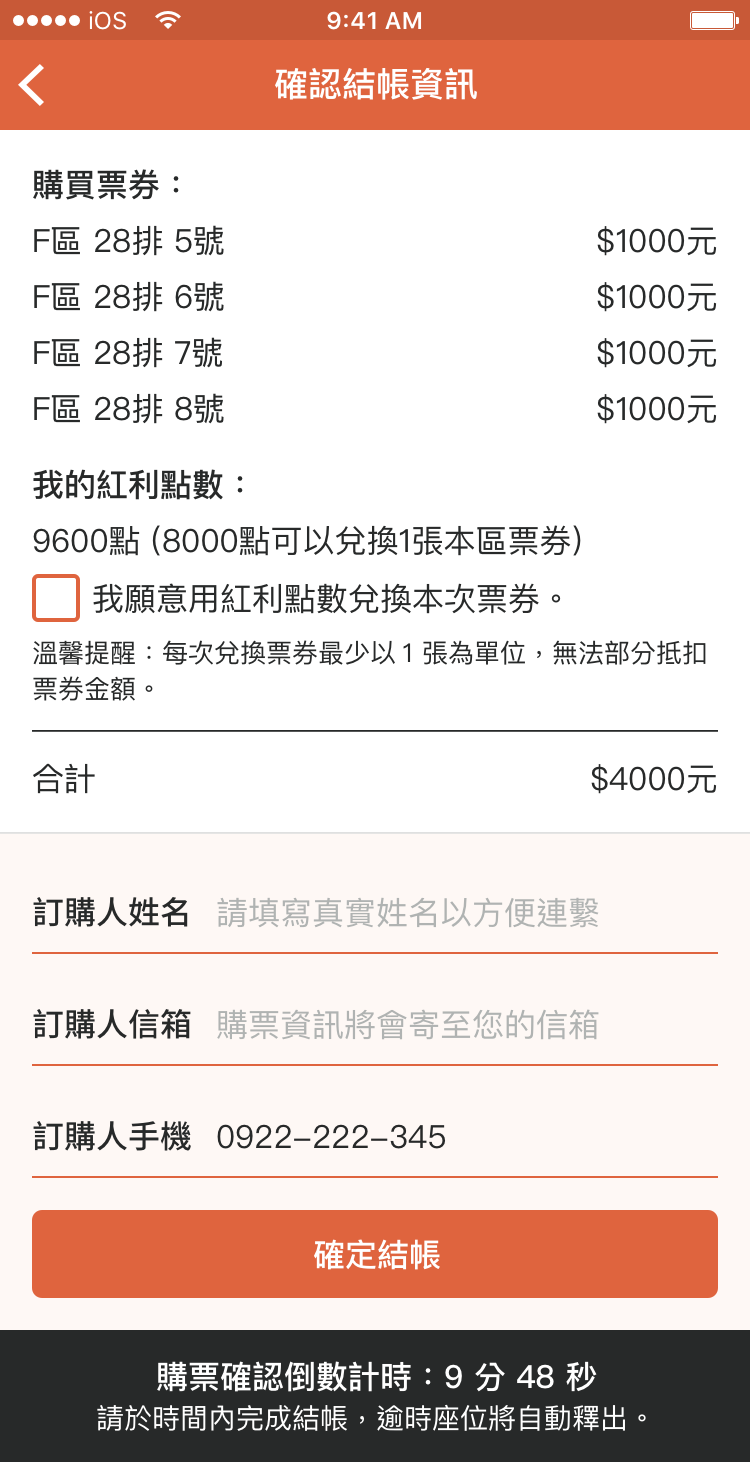 iOS 9:41 AM
確認結帳資訊
購買票券：
F區 28排 5號 $1000元
F區 28排 6號 $1000元
F區 28排 7號 $1000元
F區 28排 8號 $1000元
我的紅利點數：
9600點 (8000點可以兌換1張本區票券)
我願意用紅利點數兌換本次票券。
溫馨提醒：每次兌換票券最少以 1 張為單位，無法部分抵扣
票券金額。
合計 $4000元
訂購人姓名 請填寫真實姓名以方便連繫
訂購人信箱 購票資訊將會寄至您的信箱
訂購人手機 0922–222–345
確定結帳
購票確認倒數計時：9 分 48 秒
請於時間內完成結帳，逾時座位將自動釋出。